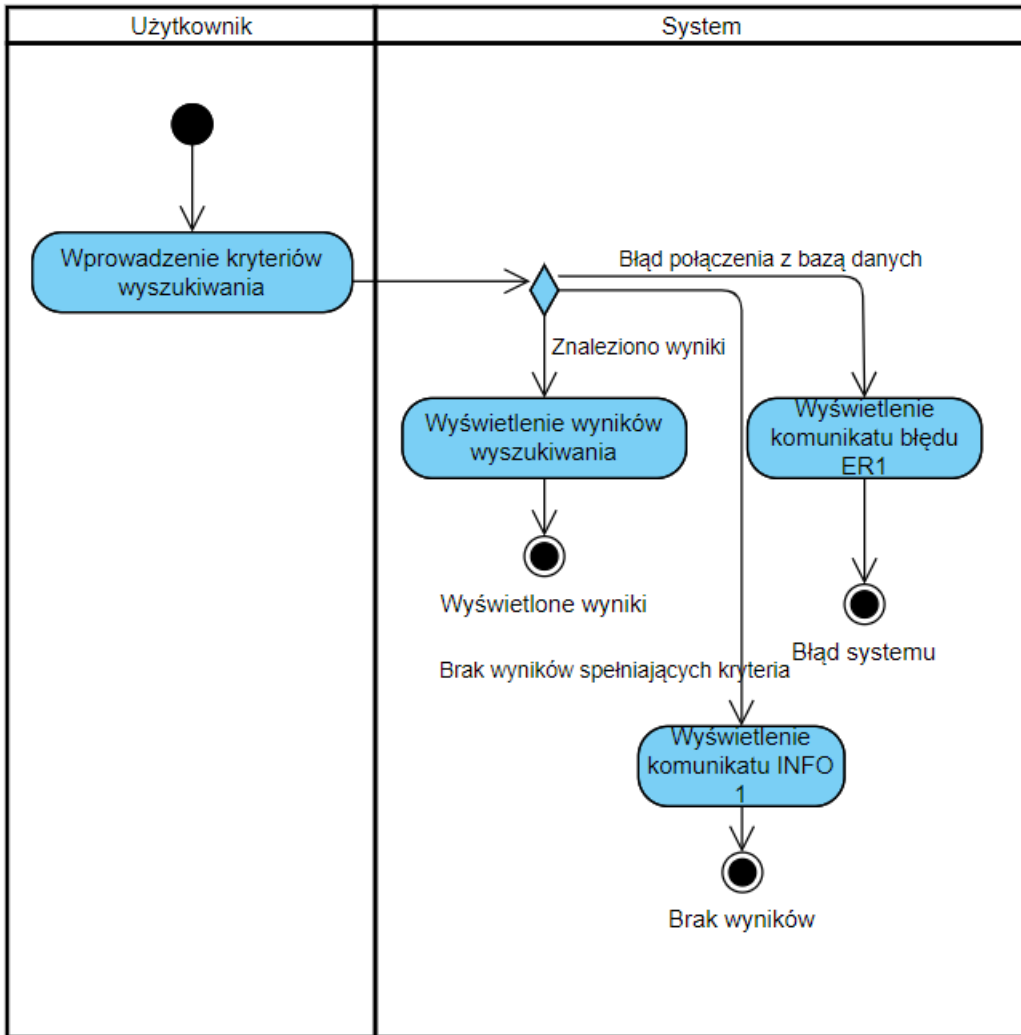 Użytkownik
System
Wprowadzenie kryteriów
wyszukiwania
Błąd połączenia z bazą danych
Znaleziono wyniki
Wyświetlenie wyników
wyszukiwania
Wyświetlenie
komunikatu błędu
ER1
Wyświetlone wyniki
Błąd systemu
Brak wyników spełniających kryteria
Wyświetlenie
komunikatu INFO
1
Brak wyników